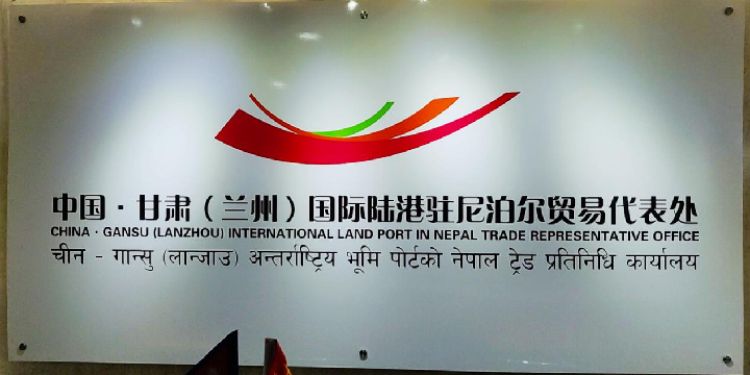 中国·甘肃（兰州）国际陆港驻尼泊尔贸易代表处
CHINA · GANSU (LANZHOU) INTERNATIONAL LAND PORT IN NEPAL TRADE REPRESENTATIVE OFFICE
चीन - गान्सु (लान्जाउ) अन्तर्राष्ट्रिय भूमि पोर्टको नेपाल ट्रेड प्रतिनिधि कार्यालय